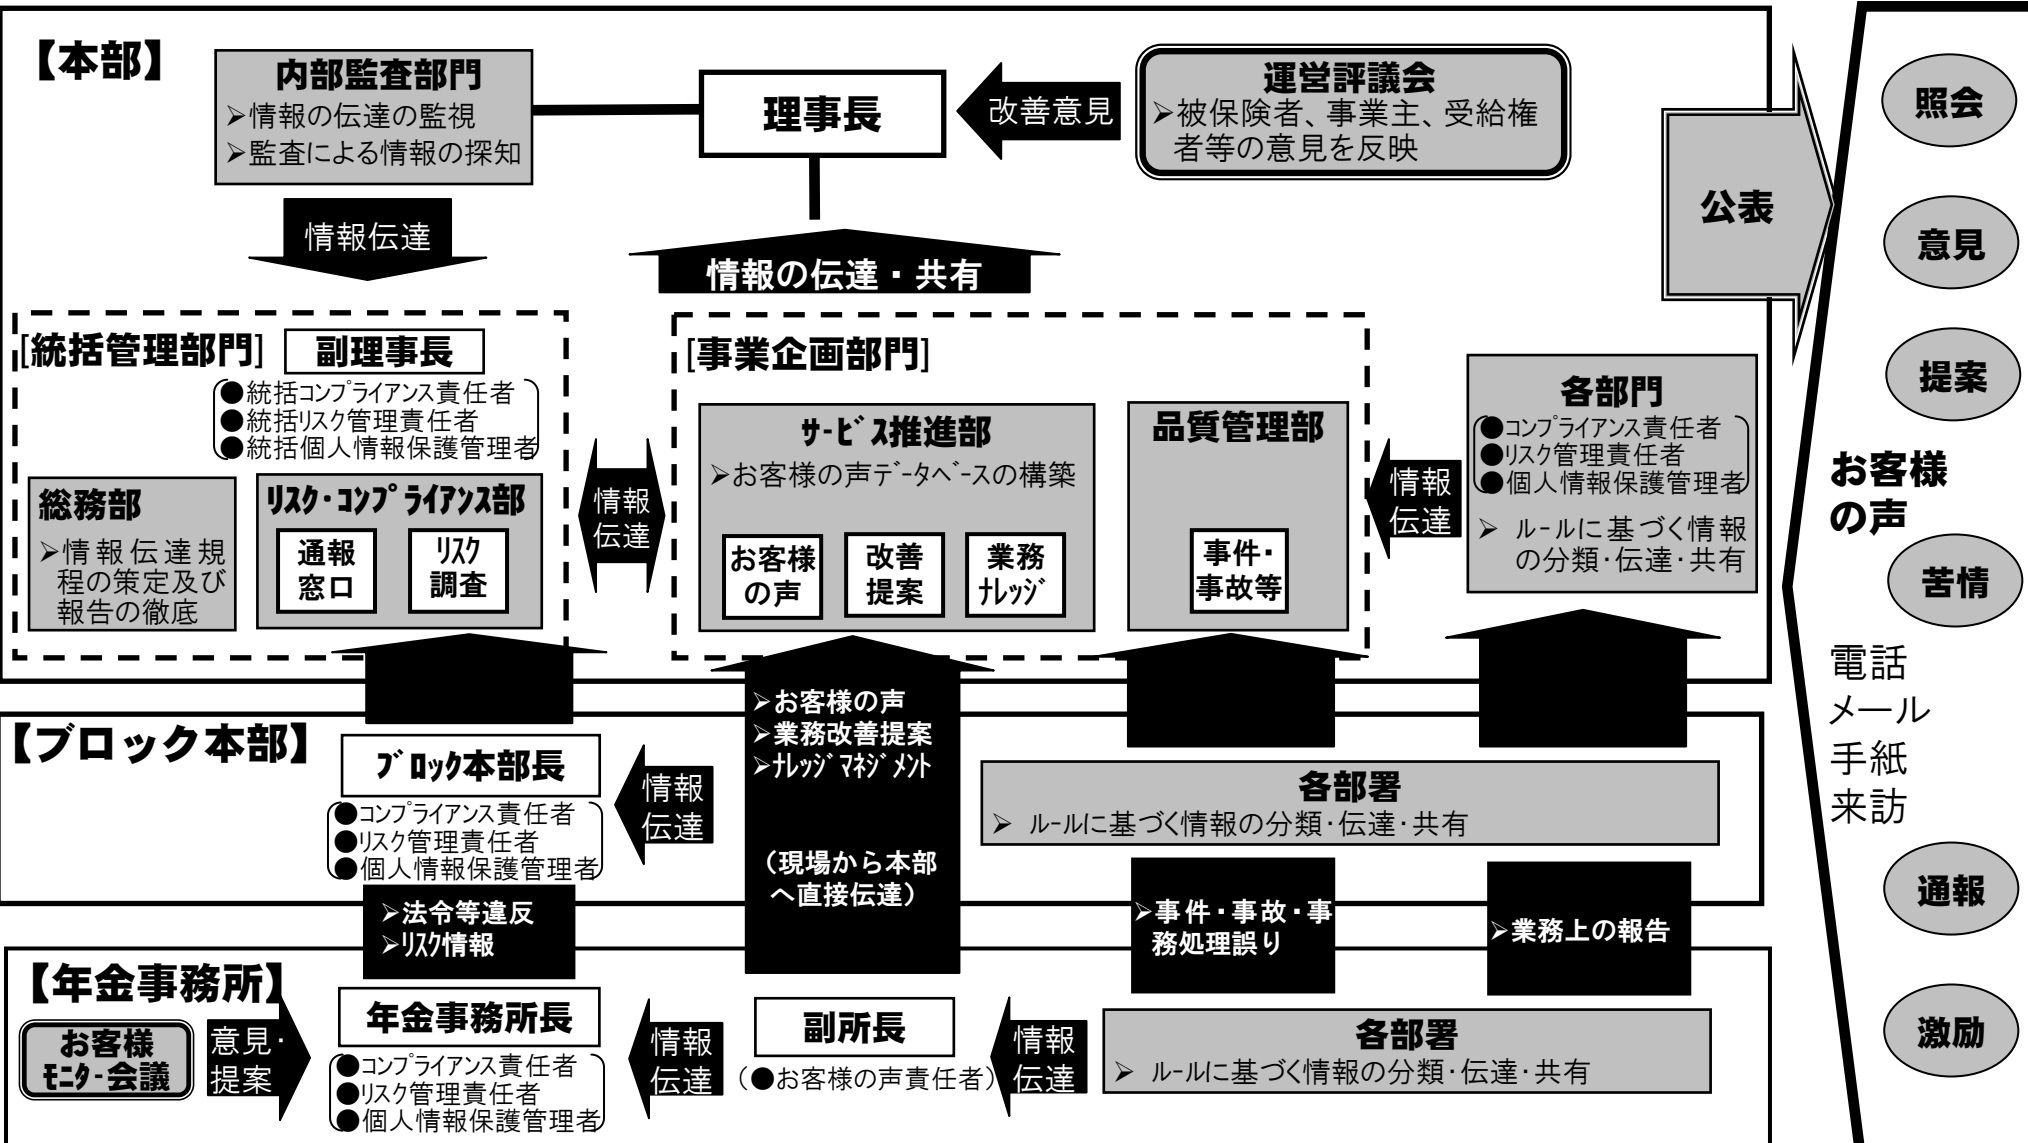 【本部】
内部監査部門
➢情報の伝達の監視
➢監査による情報の探知
理事長
改善意見
運営評議会
➢被保険者、事業主、受給権
者等の意見を反映
公表
情報伝達
情報の伝達・共有
[統括管理部門]
副理事長
●統括ｺﾝﾌﾟﾗｲｱﾝｽ責任者
●統括ﾘｽｸ管理責任者
●統括個人情報保護管理者
総務部
➢情報伝達規
程の策定及び
報告の徹底
ﾘｽｸ・ｺﾝﾌﾟﾗｲｱﾝｽ部
通報
窓口
ﾘｽｸ
調査
情報
伝達
[事業企画部門]
ｻｰﾋﾞｽ推進部
➢お客様の声ﾃﾞｰﾀﾍﾞｰｽの構築
お客様
の声
改善
提案
業務
ﾅﾚｯｼﾞ
品質管理部
事件・
事故等
情報
伝達
各部門
●ｺﾝﾌﾟﾗｲｱﾝｽ責任者
●ﾘｽｸ管理責任者
●個人情報保護管理者
➢ ﾙｰﾙに基づく情報
の分類・伝達・共有
【ブロック本部】
ﾌﾞﾛｯｸ本部長
●ｺﾝﾌﾟﾗｲｱﾝｽ責任者
●ﾘｽｸ管理責任者
●個人情報保護管理者
情報
伝達
➢お客様の声
➢業務改善提案
➢ﾅﾚｯｼﾞﾏﾈｼﾞﾒﾝﾄ
（現場から本部
へ直接伝達）
各部署
➢ ﾙｰﾙに基づく情報の分類・伝達・共有
➢法令等違反
➢ﾘｽｸ情報
➢事件・事故・事
務処理誤り
➢業務上の報告
【年金事務所】
お客様
ﾓﾆﾀｰ会議
意見・
提案
年金事務所長
●ｺﾝﾌﾟﾗｲｱﾝｽ責任者
●ﾘｽｸ管理責任者
●個人情報保護管理者
情報
伝達
副所長
（●お客様の声責任者）
情報
伝達
各部署
➢ ﾙｰﾙに基づく情報の分類・伝達・共有
照会
意見
提案
お客様
の声
苦情
電話
メール
手紙
来訪
通報
激励